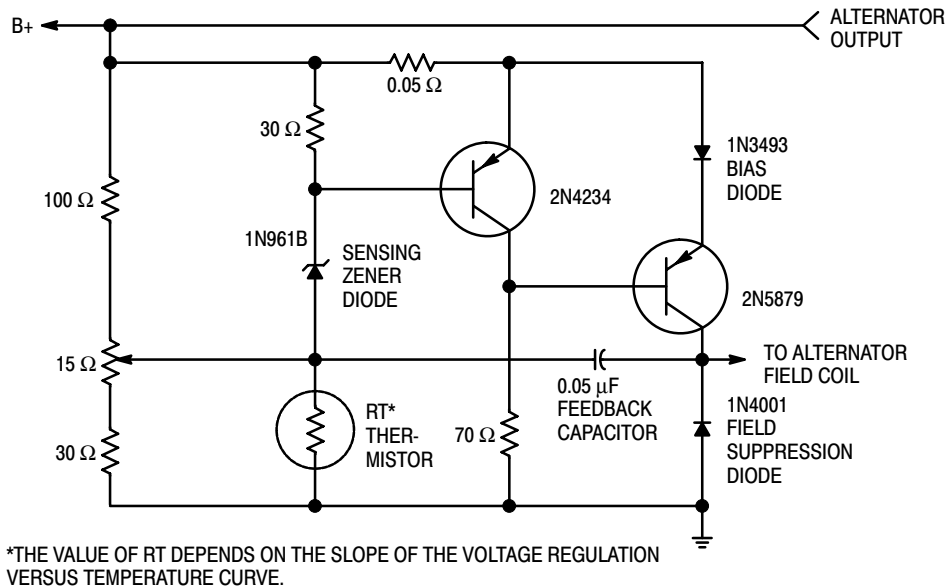 B+
ALTERNATOR
OUTPUT
0.05 Ω
30 Ω
1N3493
BIAS
DIODE
100 Ω
2N4234
1N961B
SENSING
ZENER
DIODE
2N5879
15 Ω
TO ALTERNATOR
FIELD COIL
0.05 µF
FEEDBACK
CAPACITOR
RT*
THER-
MISTOR
70 Ω
1N4001
FIELD
SUPPRESSION
DIODE
30 Ω
*THE VALUE OF RT DEPENDS ON THE SLOPE OF THE VOLTAGE REGULATION
VERSUS TEMPERATURE CURVE.